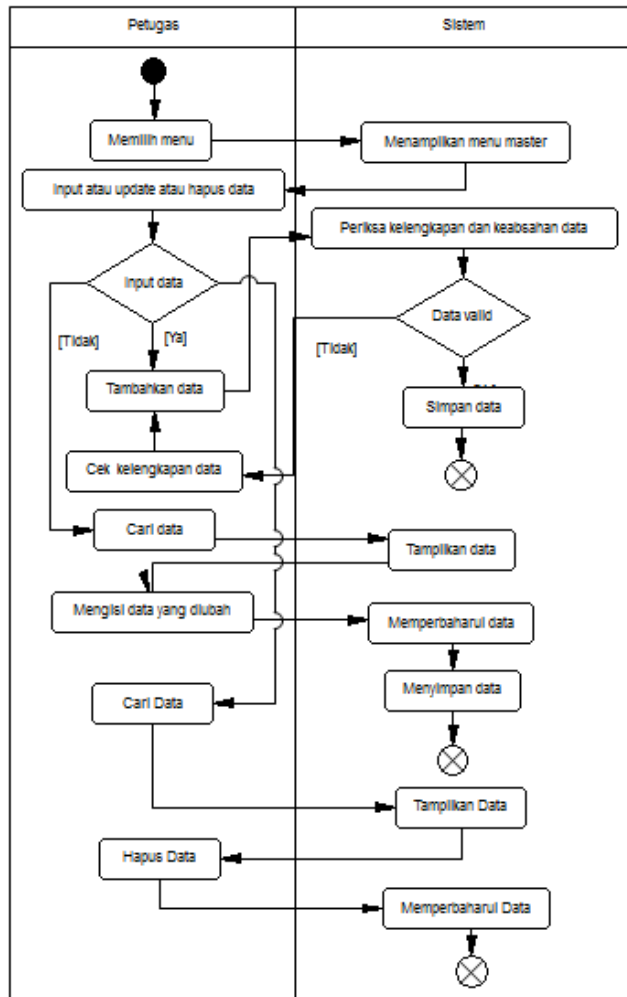 Petugas
Sistem
Memilih menu
Menampilkan menu master
Input atau update atau hapus data
Periksa kelengkapan dan keabsahan data
Input data
Data valid
[Tidak]
[Ya]
[Tidak]
Tambahkan data
Simpan data
Cek kelengkapan data
Cari data
Tampilkan data
Mengisi data yang diubah
Memperbaharui data
Cari Data
Menyimpan data
Tampilkan Data
Hapus Data
Memperbaharui Data